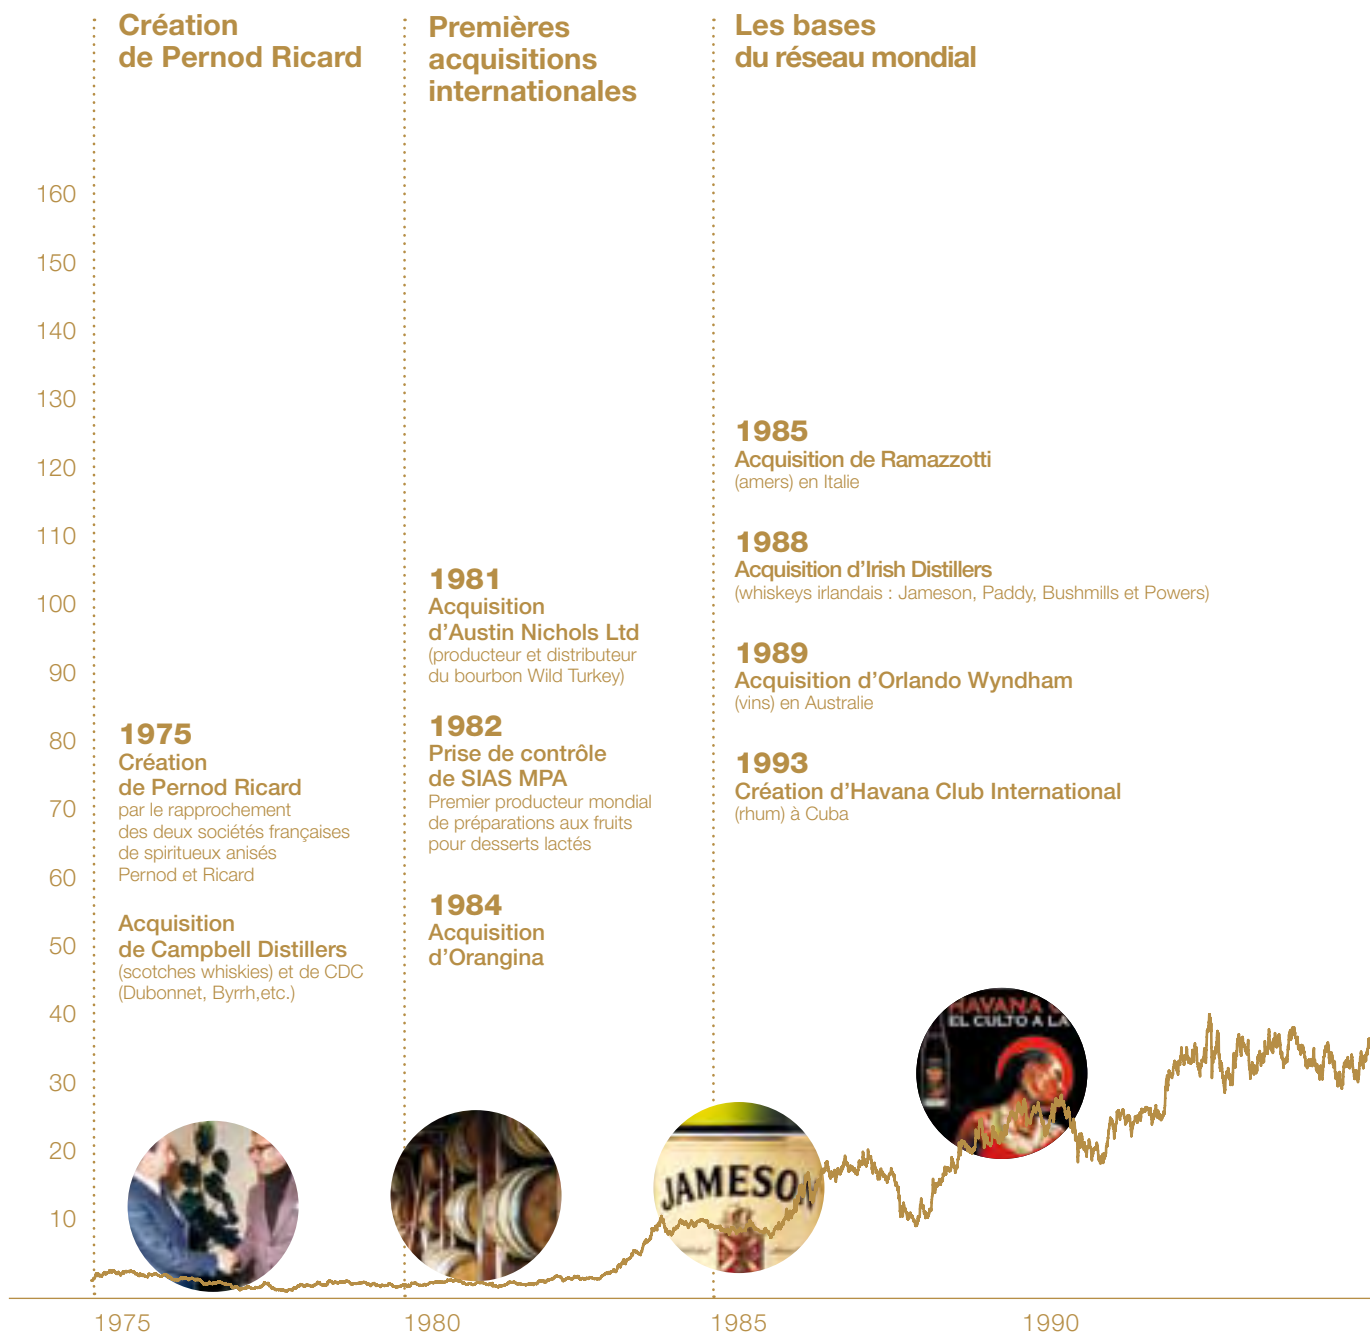 Création
de Pernod Ricard
Premières
acquisitions
internationales
Les bases
du réseau mondial
160
150
140
130
120
110
100
90
80
70
60
50
40
30
20
10
1975
Création
de Pernod Ricard
par le rapprochement
des deux sociétés françaises
de spiritueux anisés
Pernod et Ricard
Acquisition
de Campbell Distillers
(scotches whiskies) et de CDC
(Dubonnet, Byrrh,etc.)
1981
Acquisition
d’Austin Nichols Ltd
(producteur et distributeur
du bourbon Wild Turkey)
1982
Prise de contrôle
de SIAS MPA
Premier producteur mondial
de préparations aux fruits
pour desserts lactés
1984
Acquisition
d’Orangina
1985
Acquisition de Ramazzotti
(amers) en Italie
1988
Acquisition d’Irish Distillers
(whiskeys irlandais : Jameson, Paddy, Bushmills et Powers)
1989
Acquisition d’Orlando Wyndham
(vins) en Australie
1993
Création d’Havana Club International
(rhum) à Cuba
HAVANA
EL CULTO A LA
JAMESON
1975
1980
1985
1990